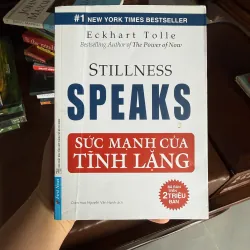 #1 NEW YORK TIMES BESTSELLER
Eckhart Tolle
Bestselling Author of The Power of Now
STILLNESS
SPEAKS
SỨC MẠNH CỦA
TĨNH LẶNG
2 TRIỆU
BẢN